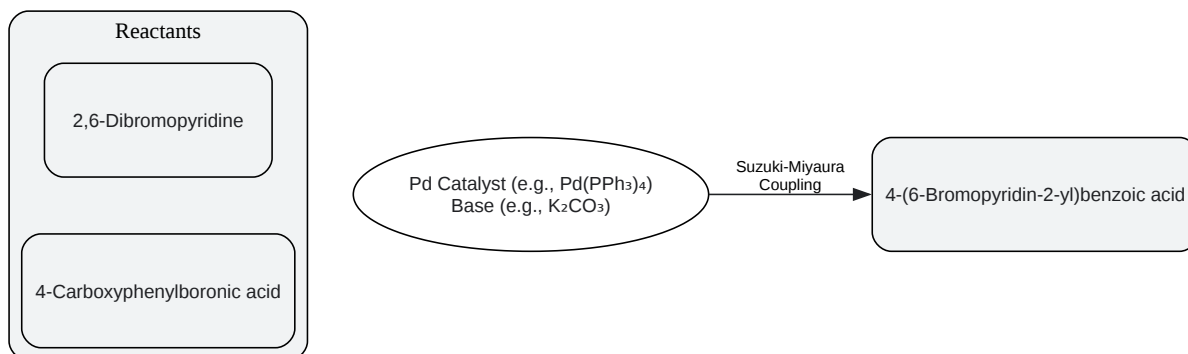 Reactants
2,6-Dibromopyridine
4-Carboxyphenylboronic acid
Pd Catalyst (e.g., Pd(PPh₃)₄)
Base (e.g., K₂CO₃)
Suzuki-Miyaura
Coupling
4-(6-Bromopyridin-2-yl)benzoic acid